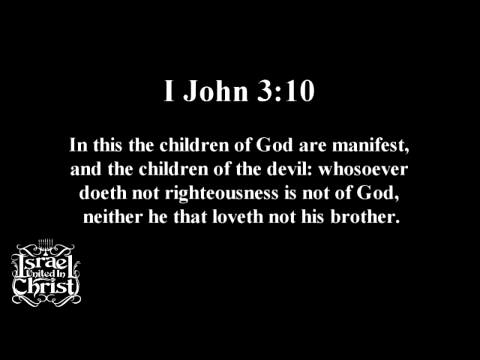 I John 3:10
In this the children of God are manifest,
and the children of the devil: whosoever
doeth not righteousness is not of God,
neither he that loveth not his brother.
Israel
United In
Christ